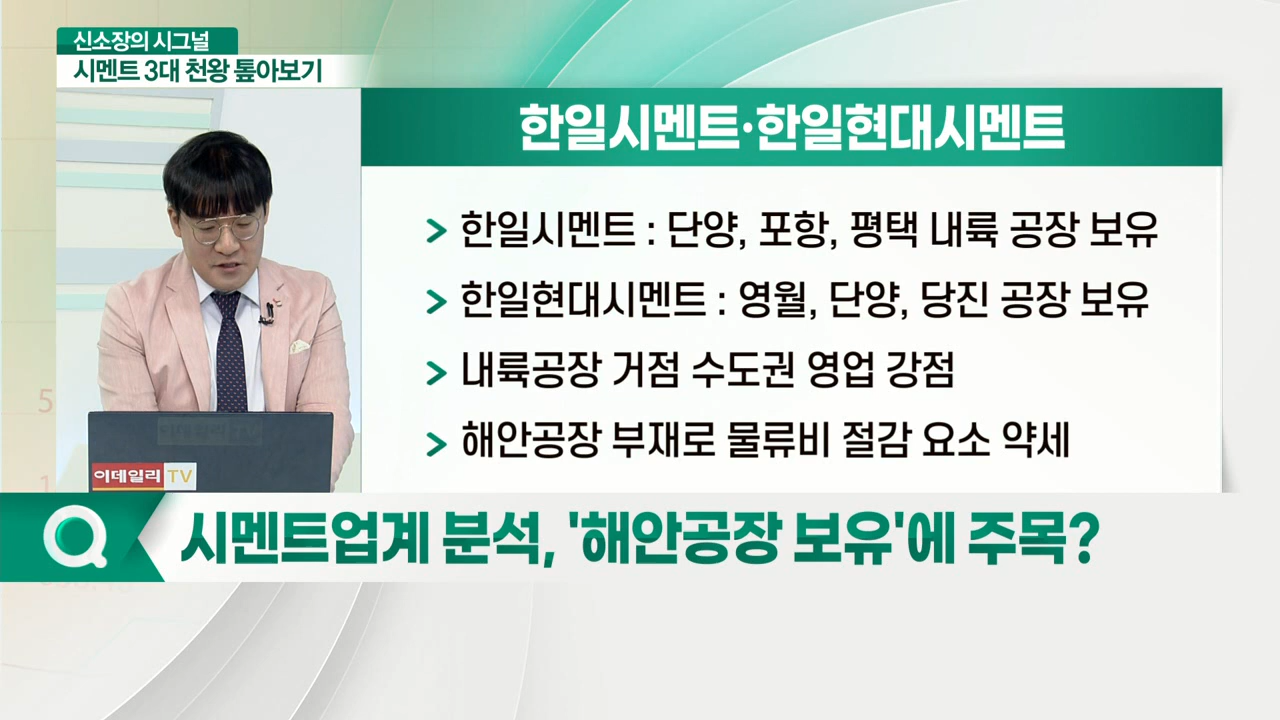 신소장의 시그널
시멘트 3대 천왕 톺아보기
한일시멘트·한일현대시멘트
> 한일시멘트 : 단양, 포항, 평택 내륙 공장 보유
> 한일현대시멘트 : 영월, 단양, 당진 공장 보유
> 내륙공장 거점 수도권 영업 강점
> 해안공장 부재로 물류비 절감 요소 약세
이데일리 TV
Q 시멘트업계 분석, '해안공장 보유'에 주목?